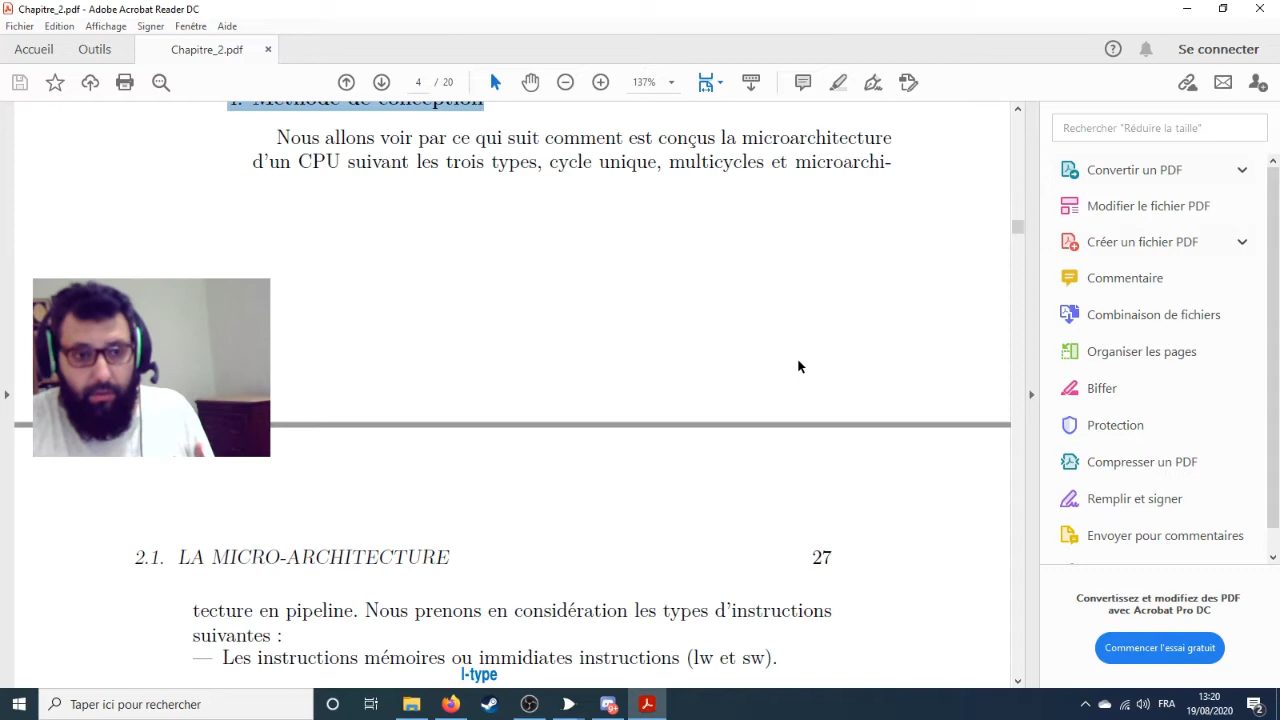 Chapitre_2.pdf - Adobe Acrobat Reader DC
Fichier Edition Affichage Signer Fenêtre Aide
Accueil Outils Chapitre_2.pdf × Se connecter
4 / 20 137%
1. Méthode de conception
Nous allons voir par ce qui suit comment est conçus la microarchitecture
d'un CPU suivant les trois types, cycle unique, multicycles et microarchi-
2.1. LA MICRO-ARCHITECTURE 27
tecture en pipeline. Nous prenons en considération les types d'instructions
suivantes :
— Les instructions mémoires ou immidiates instructions (lw et sw).
I-type
Rechercher "Réduire la taille"
Convertir un PDF
Modifier le fichier PDF
Créer un fichier PDF
Commentaire
Combinaison de fichiers
Organiser les pages
Biffer
Protection
Compresser un PDF
Remplir et signer
Envoyer pour commentaires
Convertissez et modifiez des PDF
avec Acrobat Pro DC
Commencer l'essai gratuit
Taper ici pour rechercher
FRA
13:20
19/08/2020
2